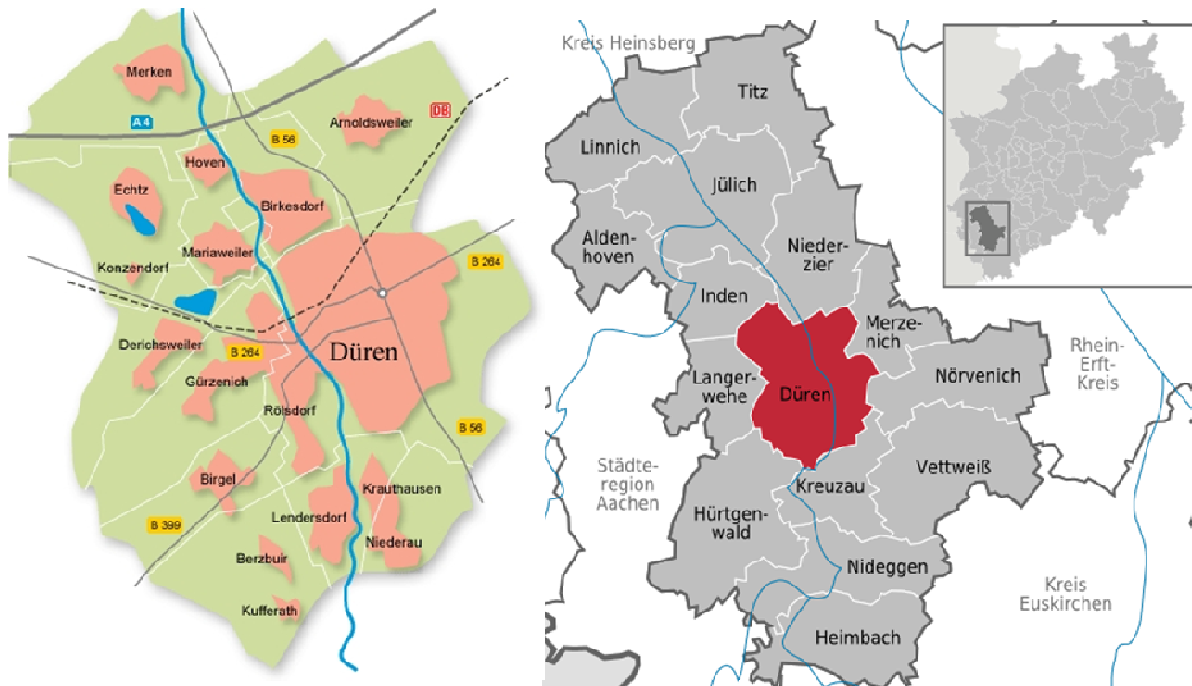 Merken
A 4
DB
Arnoldsweiler
B 56
Hoven
Echtz
Birkesdorf
Mariaweiler
B 264
Konzendorf
Derichsweiler
B 264
Düren
Gürzenich
Rölsdorf
B 56
Birgel
Krauthausen
Lendersdorf
B 399
Niederau
Berzbuir
Kufferath
Kreis Heinsberg
Titz
Linnich
Jülich
Alden-
hoven
Nieder-
zier
Inden
Merze-
nich
Rhein-
Erft-
Kreis
Langer-
wehe
Düren
Nörvenich
Städte-
region
Aachen
Vettweiß
Kreuzau
Hürtgen-
wald
Nideggen
Kreis
Euskirchen
Heimbach